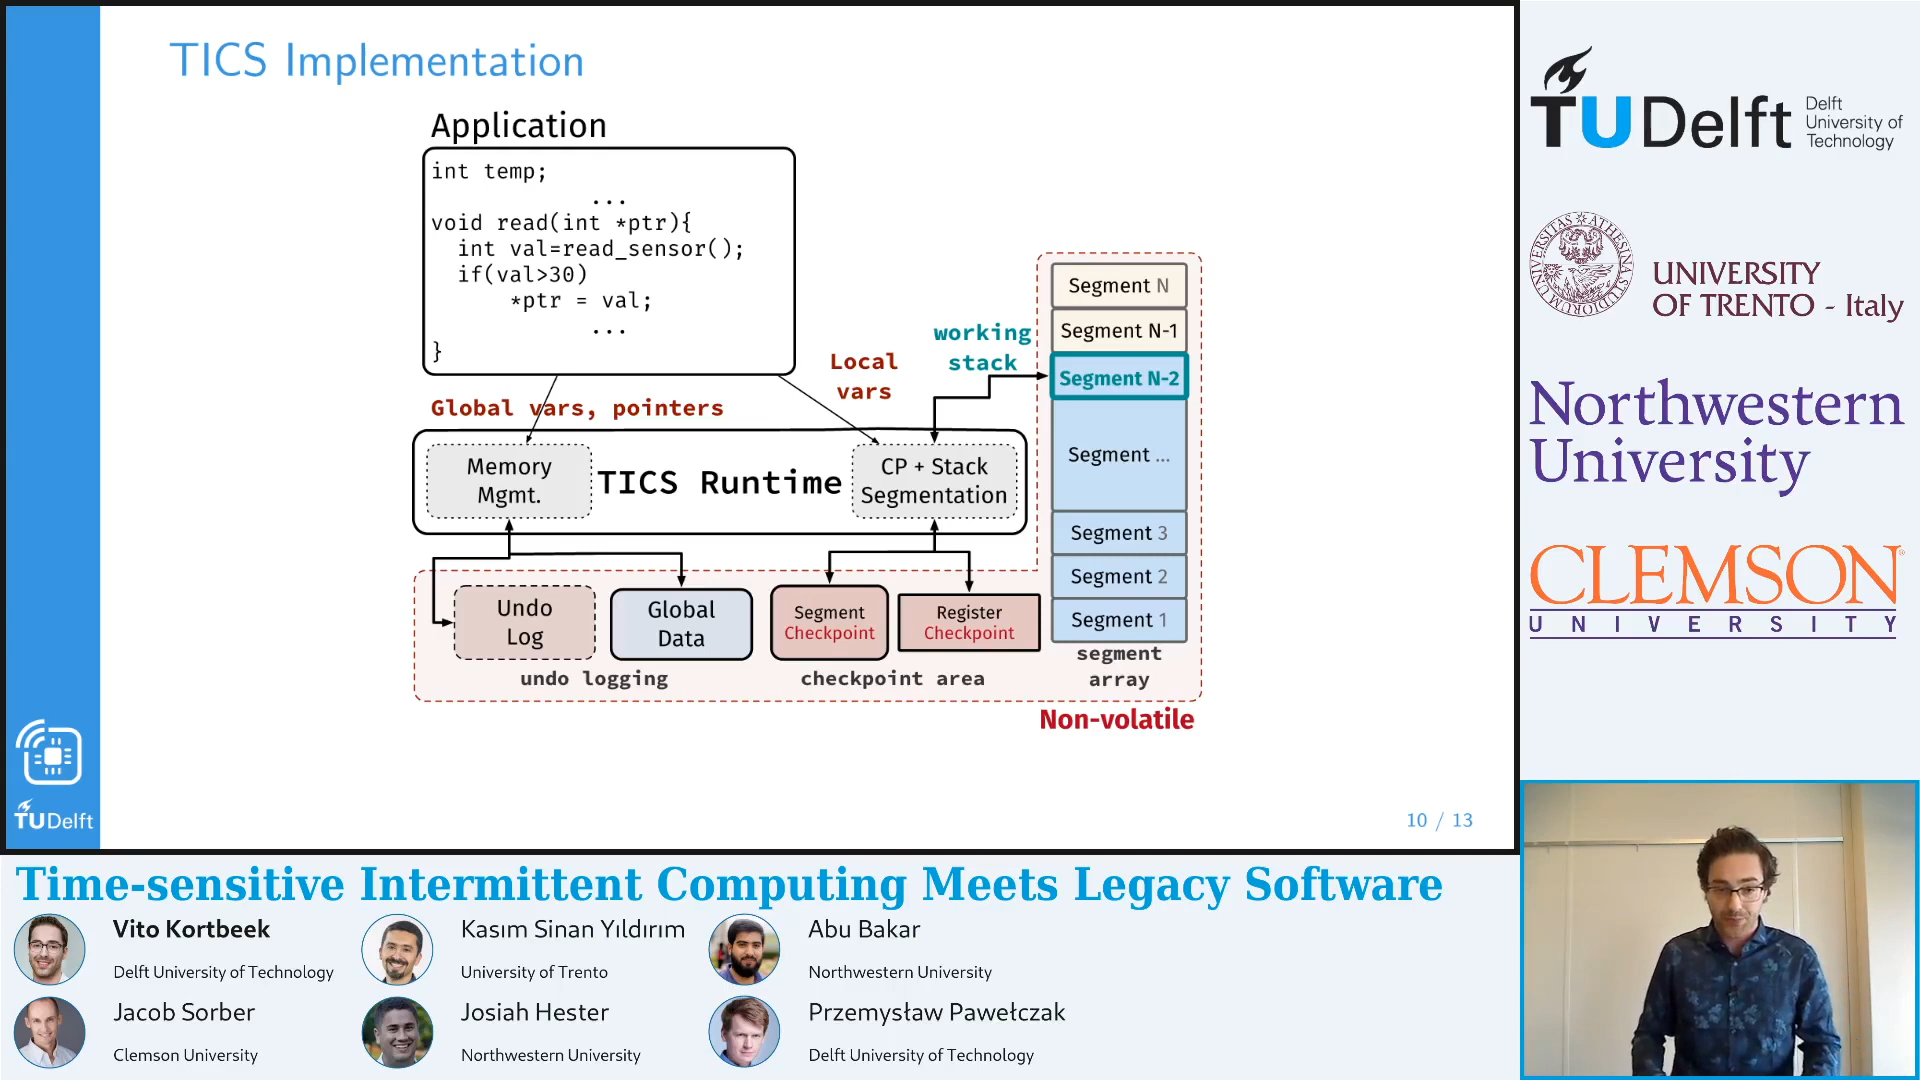 TICS Implementation
Application
int temp;
...
void read(int *ptr){
int val=read_sensor();
if(val>30)
*ptr = val;
...
}
Global vars, pointers
Local
vars
working
stack
Memory
Mgmt.
TICS Runtime
CP + Stack
Segmentation
Segment N
Segment N-1
Segment N-2
Segment ...
Segment 3
Segment 2
Segment 1
segment
array
Undo
Log
Global
Data
Segment
Checkpoint
Register
Checkpoint
undo logging
checkpoint area
Non-volatile
TUDelft
10 / 13
TUDelft
Delft
University of
Technology
UNIVERSITY
OF TRENTO - Italy
Northwestern
University
CLEMSON
UNIVERSITY
Time-sensitive Intermittent Computing Meets Legacy Software
Vito Kortbeek
Delft University of Technology
Kasım Sinan Yıldırım
University of Trento
Abu Bakar
Northwestern University
Jacob Sorber
Clemson University
Josiah Hester
Northwestern University
Przemysław Pawełczak
Delft University of Technology